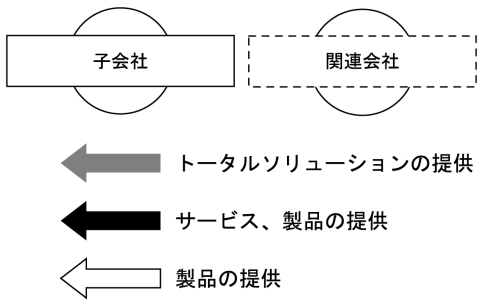 子会社
関連会社
トータルソリューションの提供
サービス、製品の提供
製品の提供